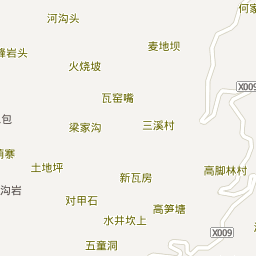 河沟头
何家
麦地坝
岩头
火烧坡
X009
瓦窑嘴
包
梁家沟
三溪村
寨
土地坪
高脚林村
新瓦房
沟岩
对甲石
高笋塘
水井坎上
X009
五童洞